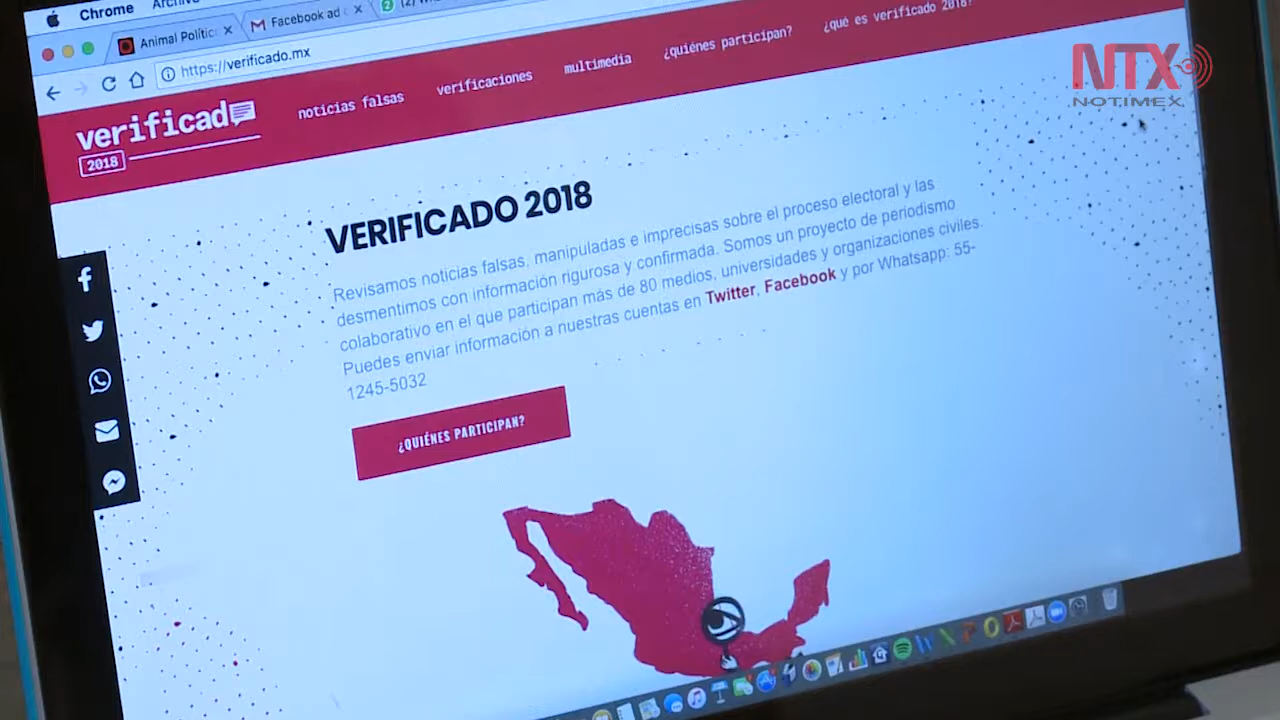 Chrome
Archivo
Animal Polític
Facebook ad
https://verificado.mx
verificado
2018
noticias falsas
verificaciones
multimedia
¿quiénes participan?
¿qué es verificado 2018?
NTX
NOTIMEX
VERIFICADO 2018
Revisamos noticias falsas, manipuladas e imprecisas sobre el proceso electoral y las
desmentimos con información rigurosa y confirmada. Somos un proyecto de periodismo
colaborativo en el que participan más de 80 medios, universidades y organizaciones civiles.
Puedes enviar información a nuestras cuentas en Twitter, Facebook y por Whatsapp: 55-
1245-5032
¿QUIÉNES PARTICIPAN?